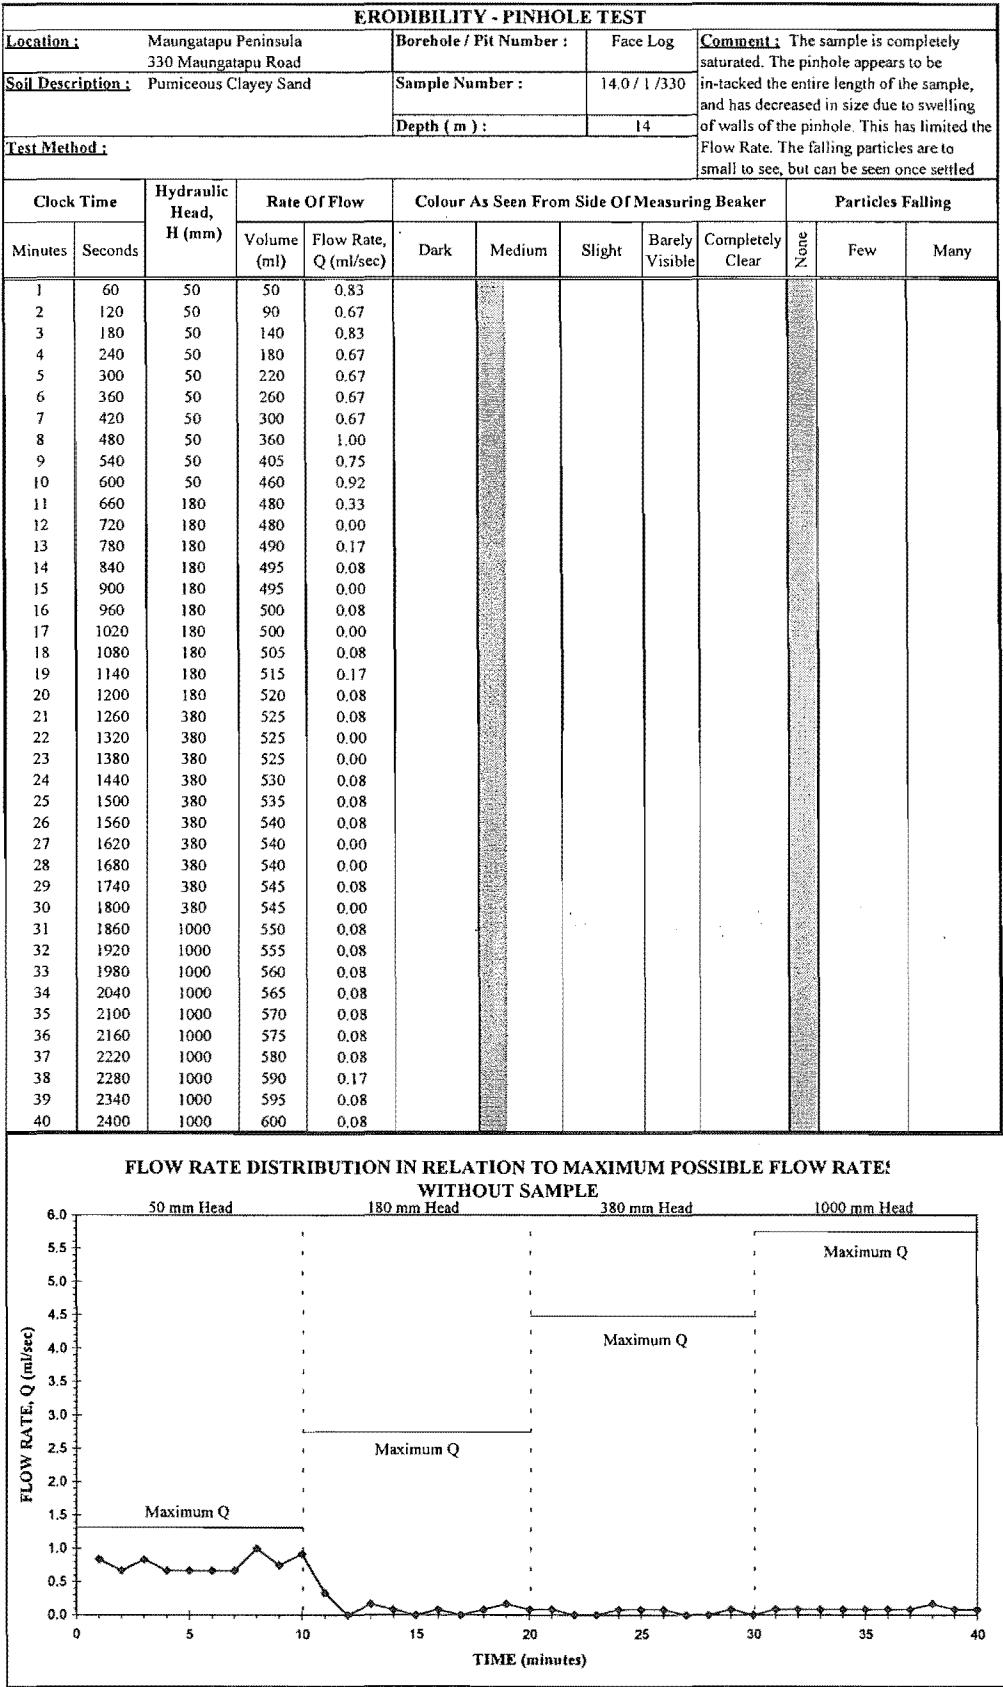 ERODIBILITY - PINHOLE TEST
Location : Maungatapu Peninsula
330 Maungatapu Road
Borehole / Pit Number : Face Log
Soil Description : Pumiceous Clayey Sand
Sample Number : 14.0 / 1 /330
Depth ( m ) : 14
Test Method :
Comment : The sample is completely
saturated. The pinhole appears to be
in-tacked the entire length of the sample,
and has decreased in size due to swelling
of walls of the pinhole. This has limited the
Flow Rate. The falling particles are to
small to see, but can be seen once settled
Clock Time
Hydraulic
Head,
H (mm)
Rate Of Flow
Colour As Seen From Side Of Measuring Beaker
Particles Falling
Minutes Seconds
Volume
(ml)
Flow Rate,
Q (ml/sec)
Dark Medium Slight
Barely
Visible
Completely
Clear
None Few Many
1 60 50 50 0.83
2 120 50 90 0.67
3 180 50 140 0.83
4 240 50 180 0.67
5 300 50 220 0.67
6 360 50 260 0.67
7 420 50 300 0.67
8 480 50 360 1.00
9 540 50 405 0.75
10 600 50 460 0.92
11 660 180 480 0.33
12 720 180 480 0.00
13 780 180 490 0.17
14 840 180 495 0.08
15 900 180 495 0.00
16 960 180 500 0.08
17 1020 180 500 0.00
18 1080 180 505 0.08
19 1140 180 515 0.17
20 1200 180 520 0.08
21 1260 380 525 0.08
22 1320 380 525 0.00
23 1380 380 525 0.00
24 1440 380 530 0.08
25 1500 380 535 0.08
26 1560 380 540 0.08
27 1620 380 540 0.00
28 1680 380 540 0.00
29 1740 380 545 0.08
30 1800 380 545 0.00
31 1860 1000 550 0.08
32 1920 1000 555 0.08
33 1980 1000 560 0.08
34 2040 1000 565 0.08
35 2100 1000 570 0.08
36 2160 1000 575 0.08
37 2220 1000 580 0.08
38 2280 1000 590 0.17
39 2340 1000 595 0.08
40 2400 1000 600 0.08
FLOW RATE DISTRIBUTION IN RELATION TO MAXIMUM POSSIBLE FLOW RATES
WITHOUT SAMPLE
50 mm Head 180 mm Head 380 mm Head 1000 mm Head
6.0
5.5
5.0
4.5
4.0
3.5
3.0
2.5
2.0
1.5
1.0
0.5
0.0
FLOW RATE, Q (ml/sec)
Maximum Q
Maximum Q
Maximum Q
Maximum Q
0 5 10 15 20 25 30 35 40
TIME (minutes)